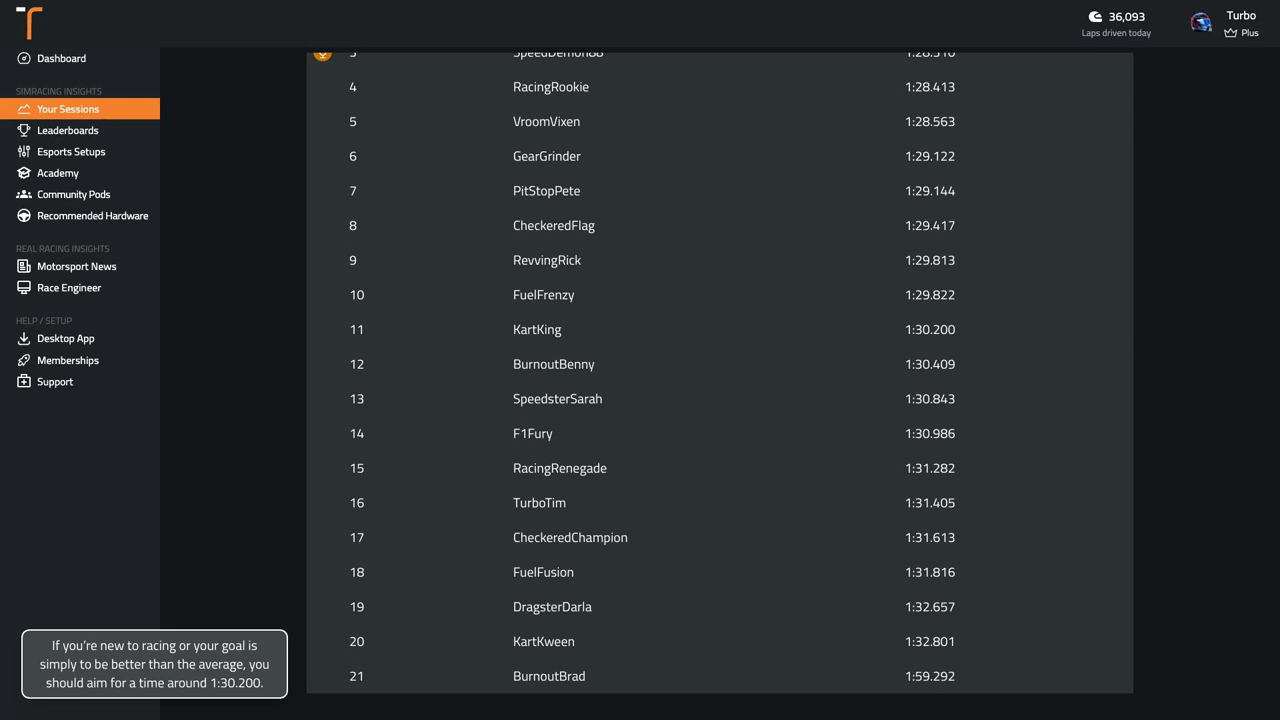 36,093
Laps driven today
Turbo
Plus
Dashboard
SIMRACING INSIGHTS
Your Sessions
Leaderboards
Esports Setups
Academy
Community Pods
Recommended Hardware
REAL RACING INSIGHTS
Motorsport News
Race Engineer
HELP / SETUP
Desktop App
Memberships
Support
3 SpeedDemon88 1:28.310
4 RacingRookie 1:28.413
5 VroomVixen 1:28.563
6 GearGrinder 1:29.122
7 PitStopPete 1:29.144
8 CheckeredFlag 1:29.417
9 RevvingRick 1:29.813
10 FuelFrenzy 1:29.822
11 KartKing 1:30.200
12 BurnoutBenny 1:30.409
13 SpeedsterSarah 1:30.843
14 F1Fury 1:30.986
15 RacingRenegade 1:31.282
16 TurboTim 1:31.405
17 CheckeredChampion 1:31.613
18 FuelFusion 1:31.816
19 DragsterDarla 1:32.657
20 KartKween 1:32.801
21 BurnoutBrad 1:59.292
If you're new to racing or your goal is
simply to be better than the average, you
should aim for a time around 1:30.200.